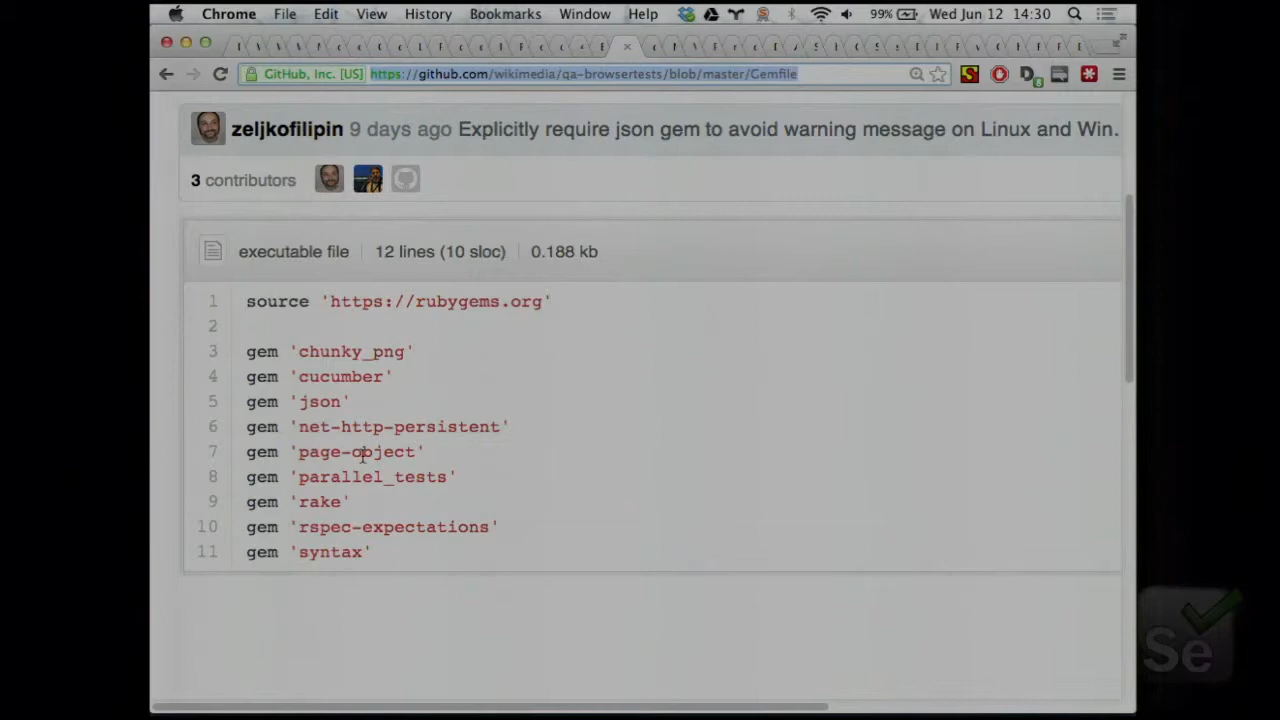 Chrome File Edit View History Bookmarks Window Help 99% Wed Jun 12 14:30
GitHub, Inc. [US] https://github.com/wikimedia/qa-browsertests/blob/master/Gemfile
zeljkofilipin 9 days ago Explicitly require json gem to avoid warning message on Linux and Win.
3 contributors
executable file 12 lines (10 sloc) 0.188 kb
1 source 'https://rubygems.org'
2
3 gem 'chunky_png'
4 gem 'cucumber'
5 gem 'json'
6 gem 'net-http-persistent'
7 gem 'page-object'
8 gem 'parallel_tests'
9 gem 'rake'
10 gem 'rspec-expectations'
11 gem 'syntax'
Se